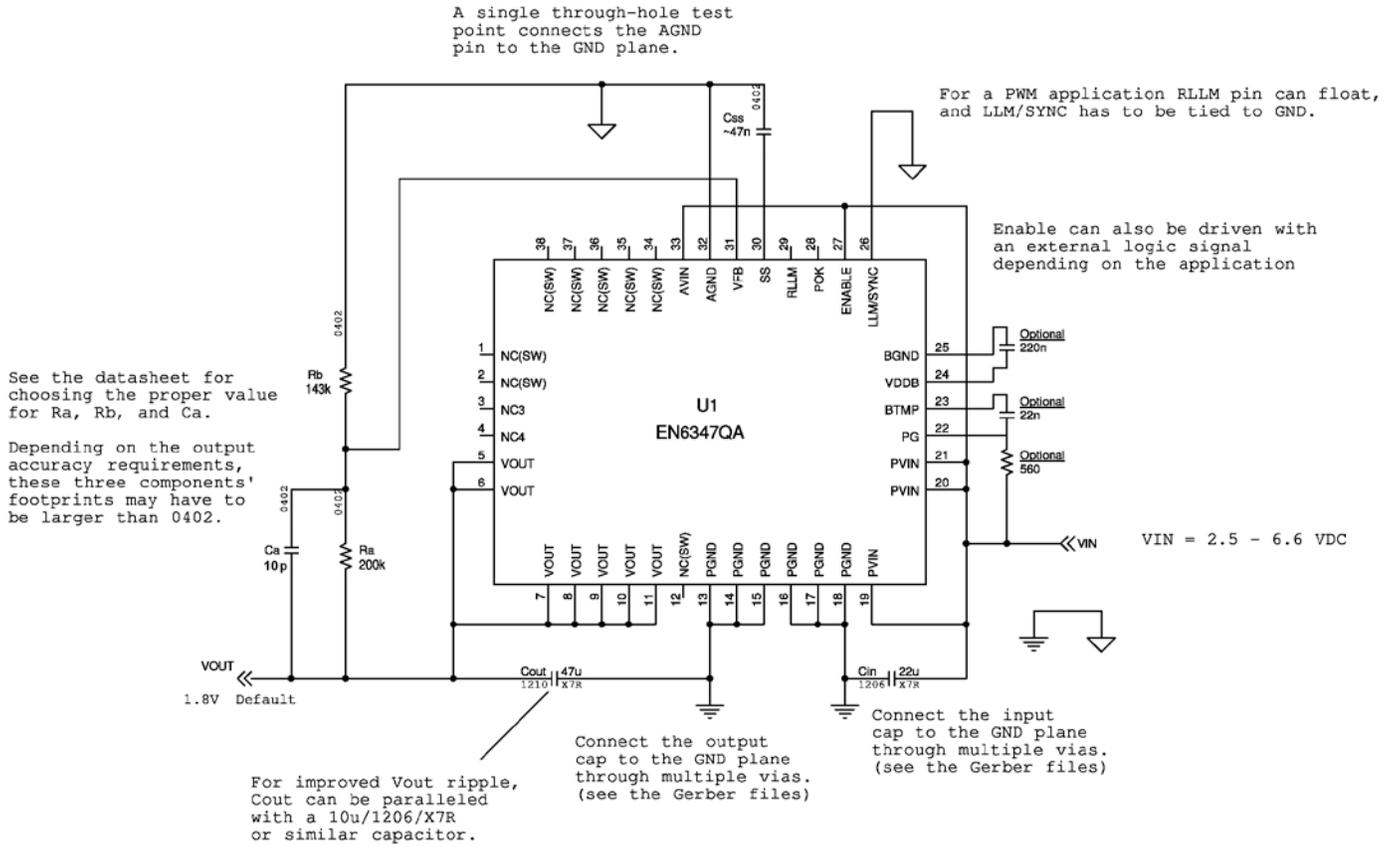 A single through-hole test
point connects the AGND
pin to the GND plane.
For a PWM application RLLM pin can float,
and LLM/SYNC has to be tied to GND.
0402
Css
~47n
Enable can also be driven with
an external logic signal
depending on the application
38
37
36
35
34
33
32
31
30
29
28
27
26
NC(SW)
NC(SW)
NC(SW)
NC(SW)
NC(SW)
AVIN
AGND
VFB
SS
RLLM
POK
ENABLE
LLM/SYNC
0402
Rb
143k
See the datasheet for
choosing the proper value
for Ra, Rb, and Ca.
Depending on the output
accuracy requirements,
these three components'
footprints may have to
be larger than 0402.
1 NC(SW)
2 NC(SW)
3 NC3
4 NC4
5 VOUT
6 VOUT
U1
EN6347QA
BGND 25
VDDB 24
BTMP 23
PG 22
PVIN 21
PVIN 20
Optional
220n
Optional
22n
Optional
560
0402
0402
Ca
10p
Ra
200k
VIN
VIN = 2.5 - 6.6 VDC
VOUT
VOUT
VOUT
VOUT
VOUT
NC(SW)
PGND
PGND
PGND
PGND
PGND
PGND
PVIN
7
8
9
10
11
12
13
14
15
16
17
18
19
VOUT
1.8V Default
Cout 47u
1210 X7R
Cin 22u
1206 X7R
Connect the output
cap to the GND plane
through multiple vias.
(see the Gerber files)
Connect the input
cap to the GND plane
through multiple vias.
(see the Gerber files)
For improved Vout ripple,
Cout can be paralleled
with a 10u/1206/X7R
or similar capacitor.